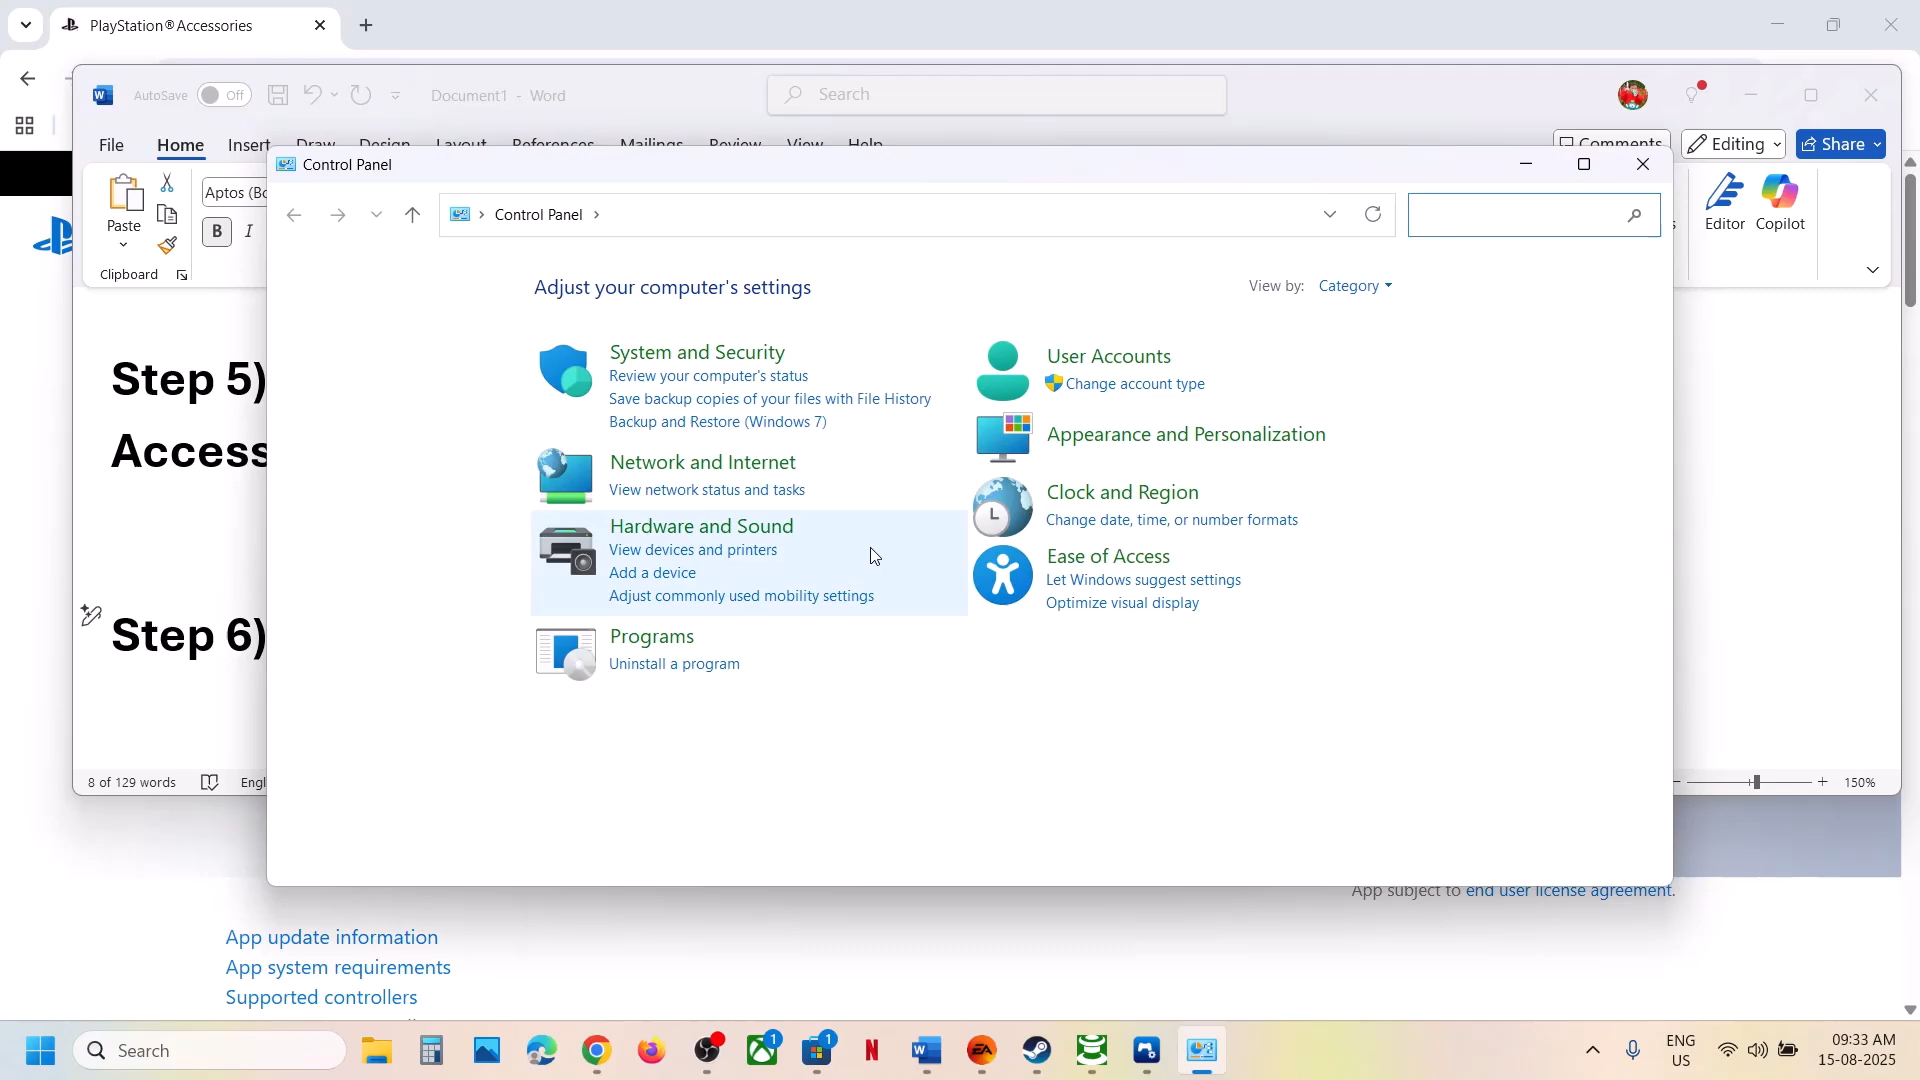 PlayStation®Accessories
AutoSave Off
Document1 - Word
Search
File Home Insert Draw Design Layout References Mailings Review View Help
Comments Editing Share
Control Panel
Paste
Aptos (Bo
B I
Clipboard
Control Panel
Editor Copilot
Adjust your computer's settings
View by: Category
System and Security
Review your computer's status
Save backup copies of your files with File History
Backup and Restore (Windows 7)
Network and Internet
View network status and tasks
Hardware and Sound
View devices and printers
Add a device
Adjust commonly used mobility settings
Programs
Uninstall a program
User Accounts
Change account type
Appearance and Personalization
Clock and Region
Change date, time, or number formats
Ease of Access
Let Windows suggest settings
Optimize visual display
Step 5)
Access
Step 6)
8 of 129 words
Engl
150%
App subject to end user license agreement.
App update information
App system requirements
Supported controllers
Search
1
1
ENG
US
09:33 AM
15-08-2025